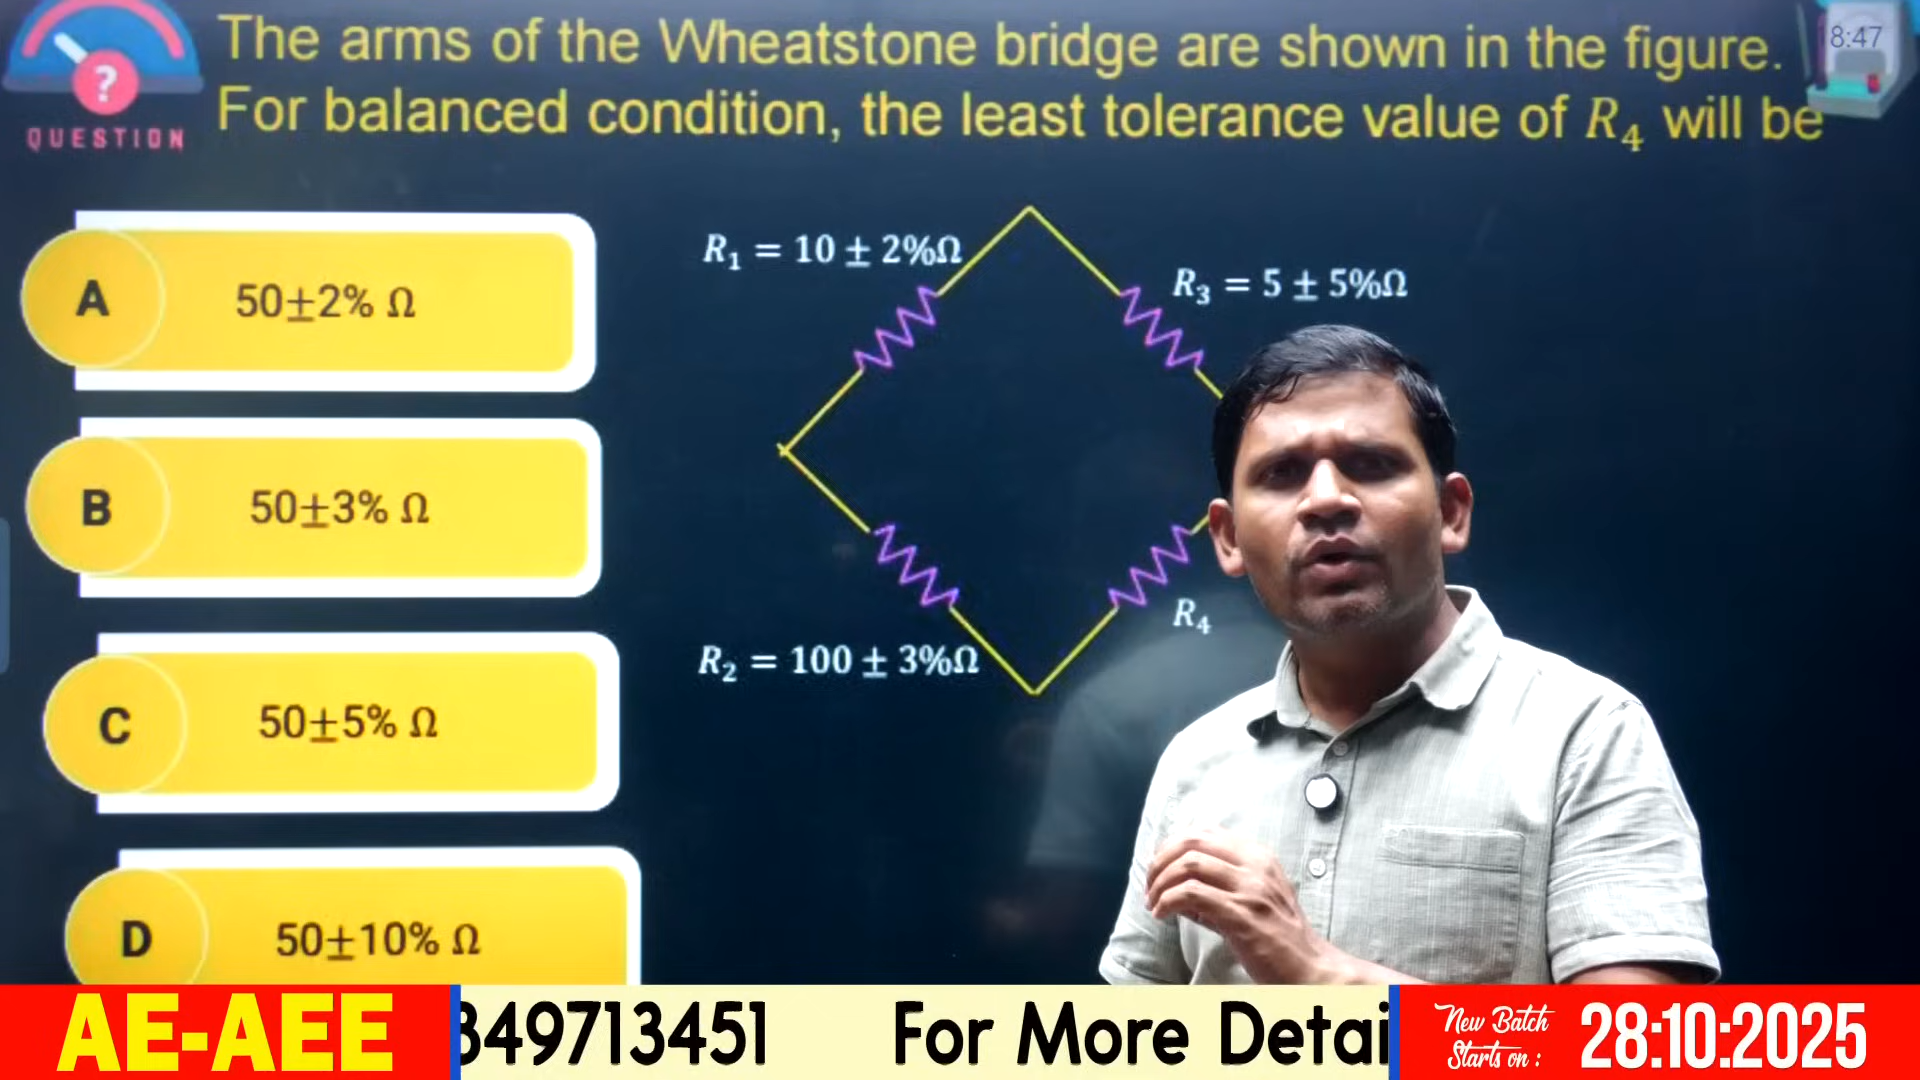 The arms of the Wheatstone bridge are shown in the figure.
For balanced condition, the least tolerance value of R₄ will be
8:47
?
QUESTION
A 50±2% Ω
B 50±3% Ω
C 50±5% Ω
D 50±10% Ω
R₁ = 10 ± 2%Ω
R₃ = 5 ± 5%Ω
R₂ = 100 ± 3%Ω
R₄
AE-AEE
849713451 For More Detai
New Batch
Starts on :
28:10:2025